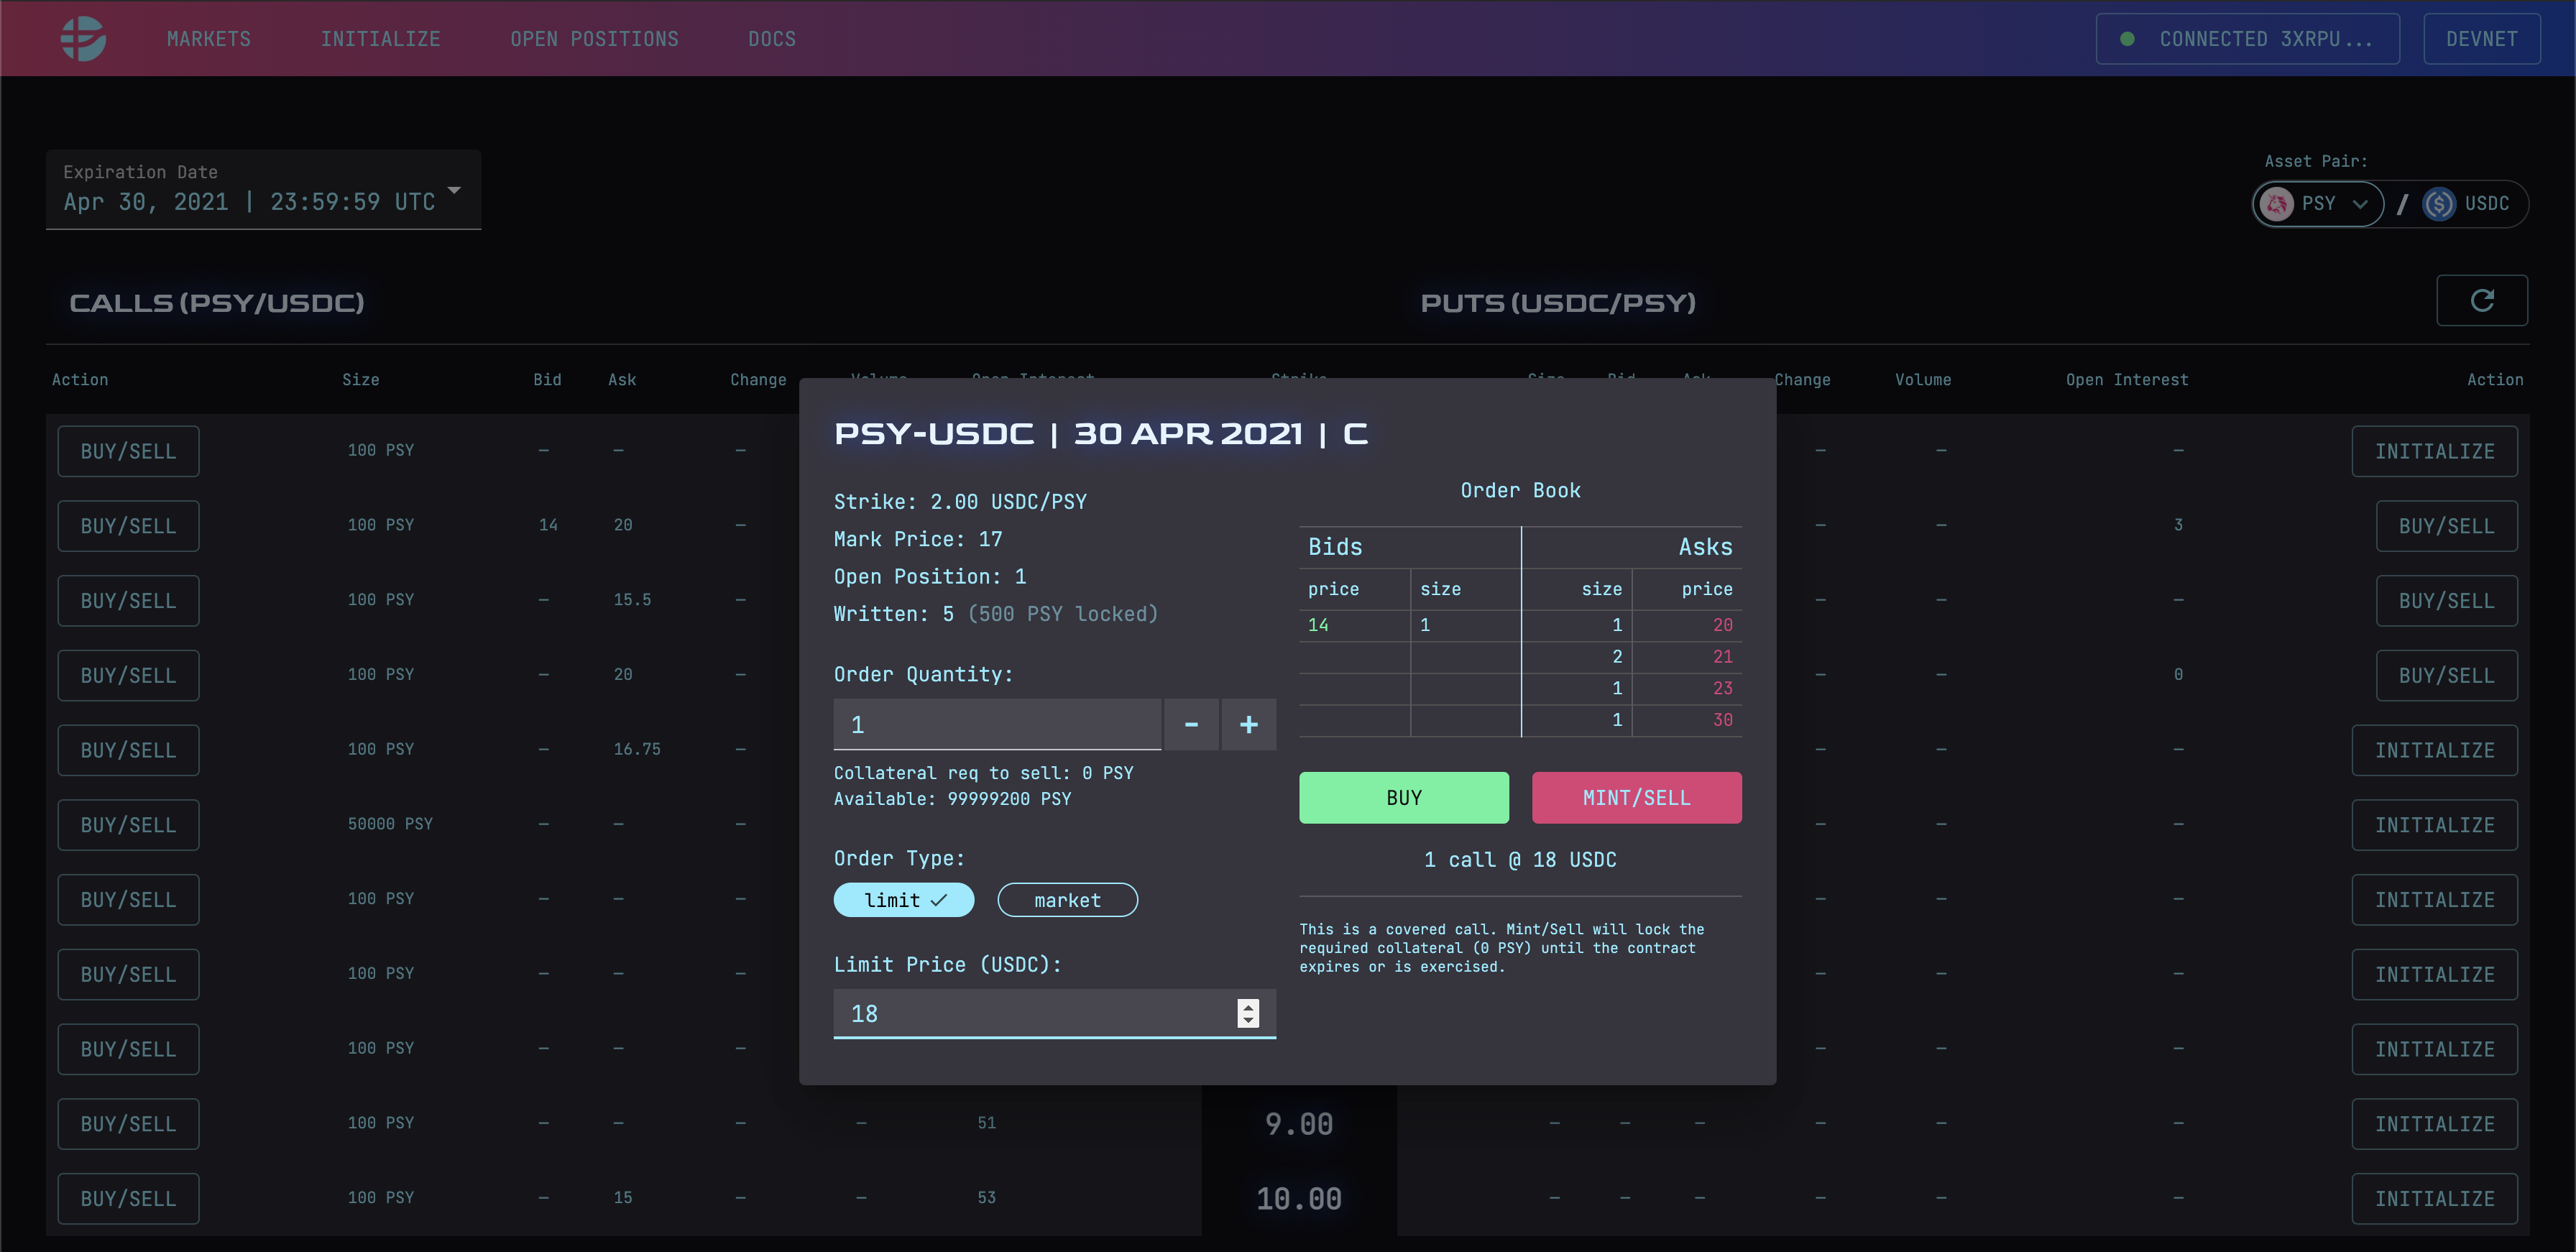 MARKETS INITIALIZE OPEN POSITIONS DOCS CONNECTED 3XRPU... DEVNET
Expiration Date
Apr 30, 2021 | 23:59:59 UTC
Asset Pair:
PSY / USDC
CALLS (PSY/USDC) PUTS (USDC/PSY)
Action Size Bid Ask Change Volume Open Interest Strike Size Bid Ask Change Volume Open Interest Action
BUY/SELL 100 PSY – – – – – – INITIALIZE
BUY/SELL 100 PSY 14 20 – – – 3 BUY/SELL
BUY/SELL 100 PSY – 15.5 – – – – BUY/SELL
BUY/SELL 100 PSY – 20 – – – 0 BUY/SELL
BUY/SELL 100 PSY – 16.75 – – – – INITIALIZE
BUY/SELL 50000 PSY – – – – – – INITIALIZE
BUY/SELL 100 PSY – – – – – – INITIALIZE
BUY/SELL 100 PSY – – – – – – INITIALIZE
BUY/SELL 100 PSY – – – – – – INITIALIZE
BUY/SELL 100 PSY – – – – 51 9.00 – – – – – – INITIALIZE
BUY/SELL 100 PSY – 15 – – 53 10.00 – – – – – – INITIALIZE
PSY-USDC | 30 APR 2021 | C
Strike: 2.00 USDC/PSY
Mark Price: 17
Open Position: 1
Written: 5 (500 PSY locked)
Order Quantity:
1 - +
Collateral req to sell: 0 PSY
Available: 99999200 PSY
Order Type:
limit market
Limit Price (USDC):
18
Order Book
Bids Asks
price size size price
14 1 1 20
2 21
1 23
1 30
BUY MINT/SELL
1 call @ 18 USDC
This is a covered call. Mint/Sell will lock the
required collateral (0 PSY) until the contract
expires or is exercised.